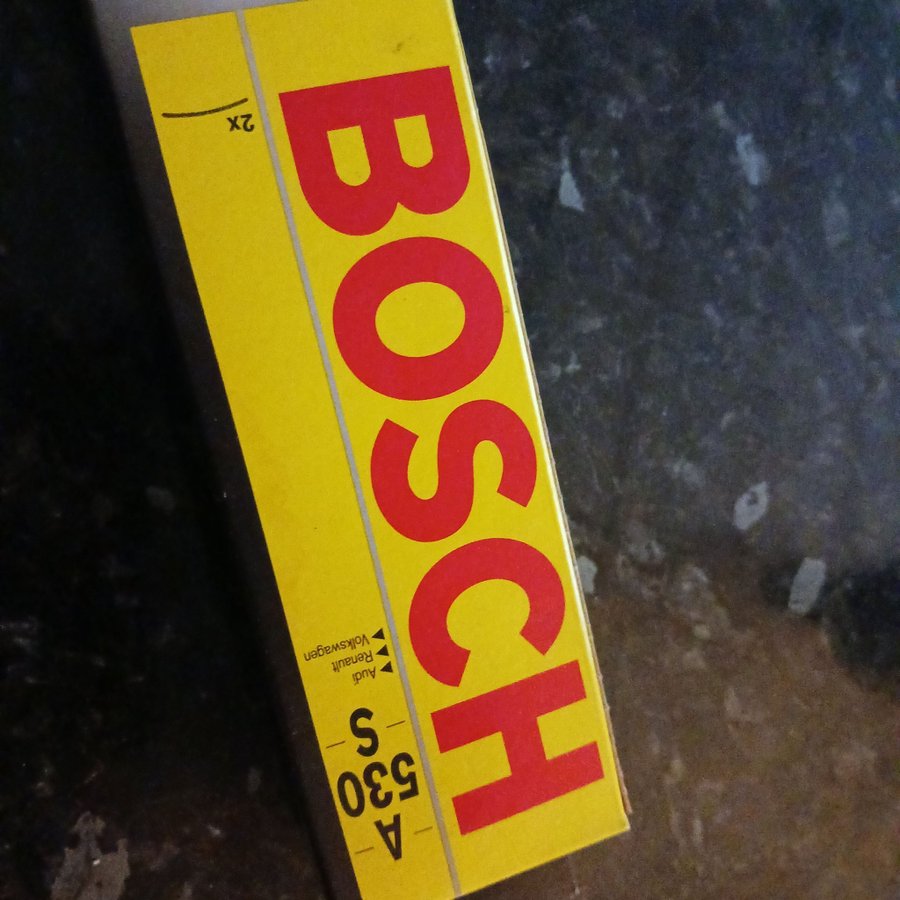 BOSCH
A
530
S
Audi
Renault
Volkswagen
2x